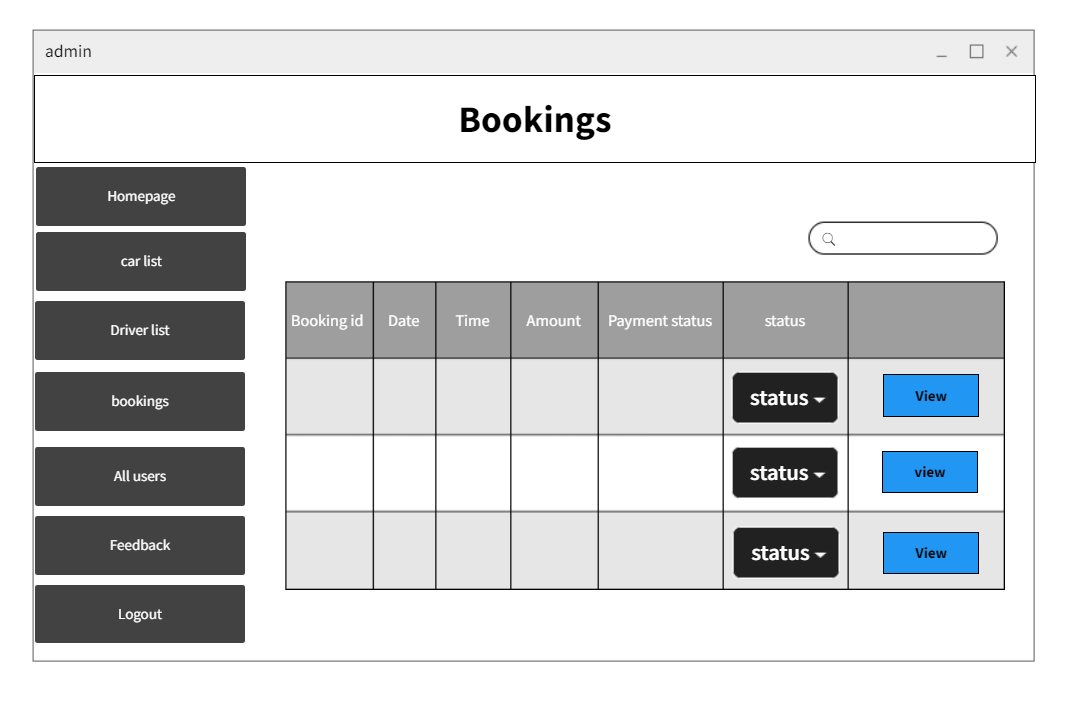 admin
Bookings
Homepage
car list
Driver list
bookings
All users
Feedback
Logout
Booking id Date Time Amount Payment status status
status View
status view
status View